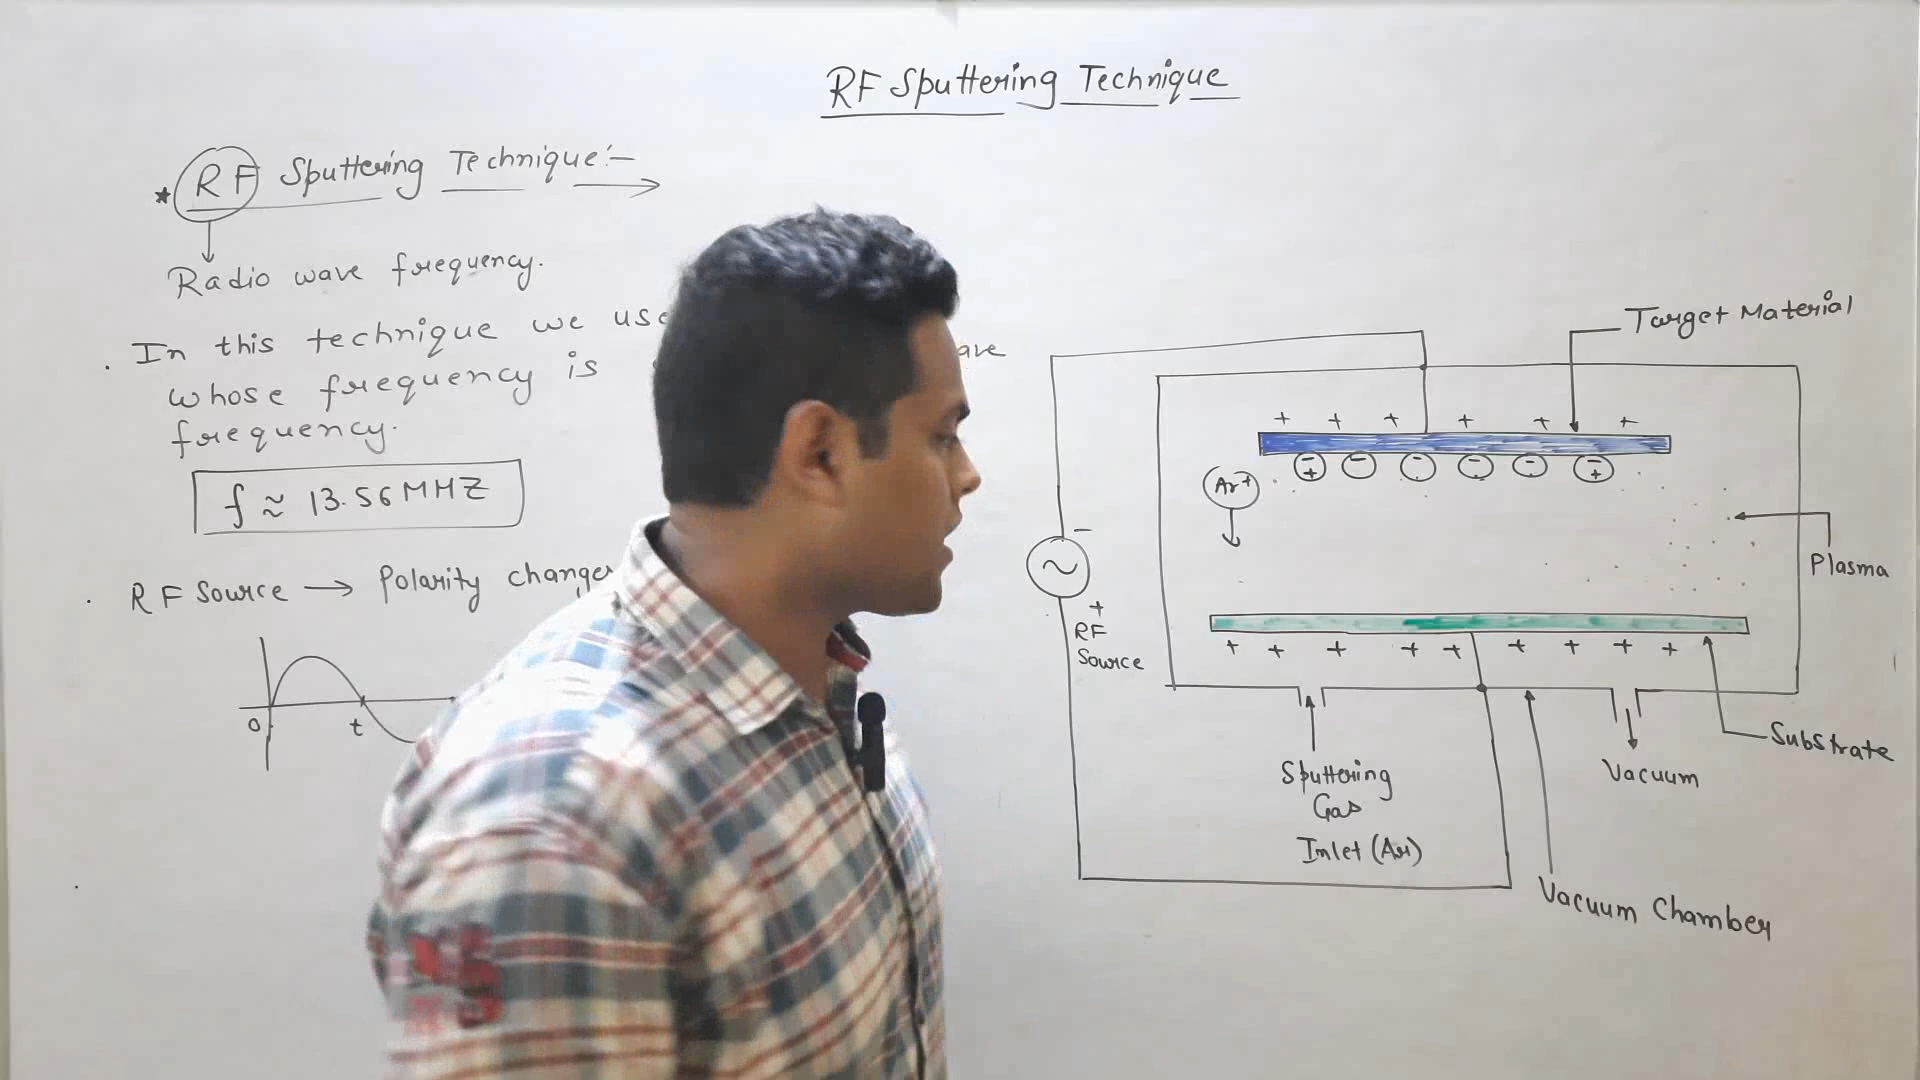 RF Sputtering Technique
* RF Sputtering Technique:-
Radio wave frequency.
. In this technique we use
whose frequency is
frequency.
f ≈ 13.56 MHZ
. RF Source → Polarity changes
0
t
Target Material
+ + + + + +
- - - - - -
+ +
Ar+
Plasma
-
~
+
RF
Source
+ + + + + + + + +
Substrate
Sputtering
Gas
Inlet (Ar)
Vacuum
Vacuum Chamber